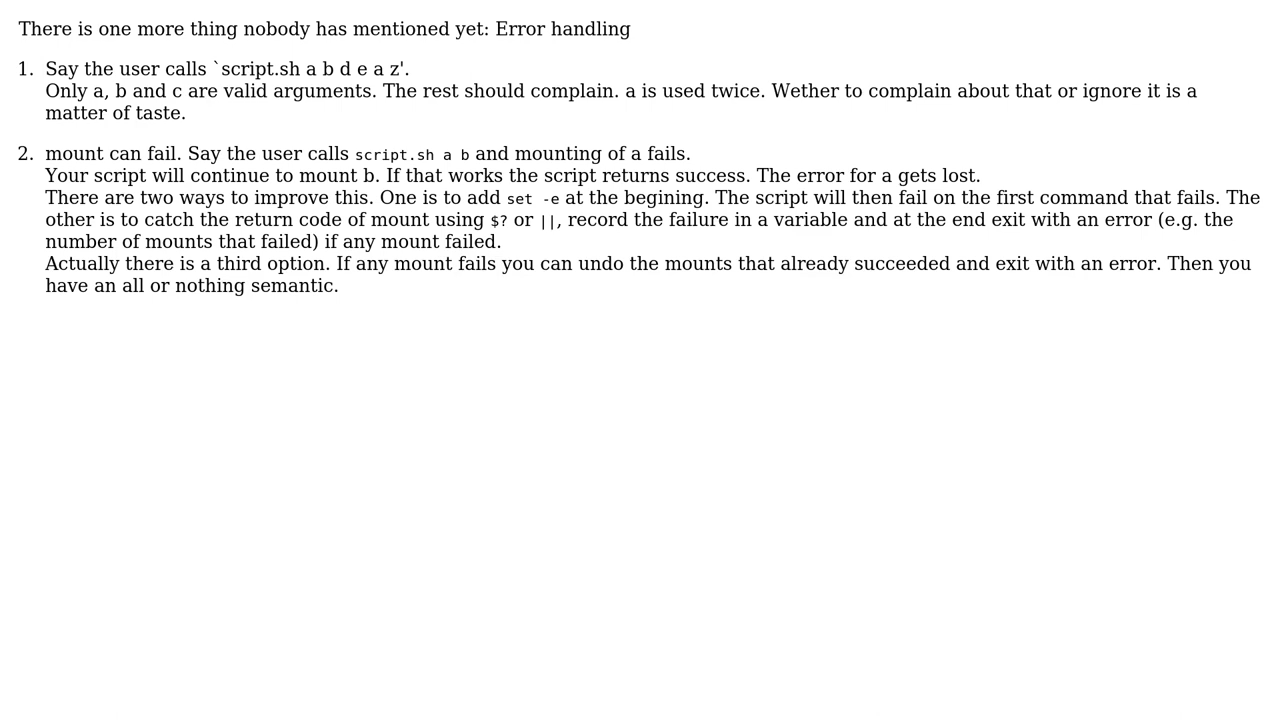 There is one more thing nobody has mentioned yet: Error handling
1. Say the user calls `script.sh a b d e a z'.
Only a, b and c are valid arguments. The rest should complain. a is used twice. Wether to complain about that or ignore it is a
matter of taste.
2. mount can fail. Say the user calls script.sh a b and mounting of a fails.
Your script will continue to mount b. If that works the script returns success. The error for a gets lost.
There are two ways to improve this. One is to add set -e at the begining. The script will then fail on the first command that fails. The
other is to catch the return code of mount using $? or ||, record the failure in a variable and at the end exit with an error (e.g. the
number of mounts that failed) if any mount failed.
Actually there is a third option. If any mount fails you can undo the mounts that already succeeded and exit with an error. Then you
have an all or nothing semantic.